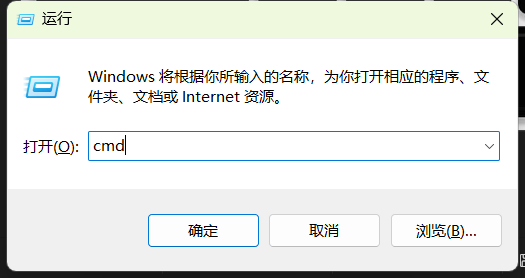 运行
Windows 将根据你所输入的名称，为你打开相应的程序、文
件夹、文档或 Internet 资源。
打开(O): cmd
确定 取消 浏览(B)...